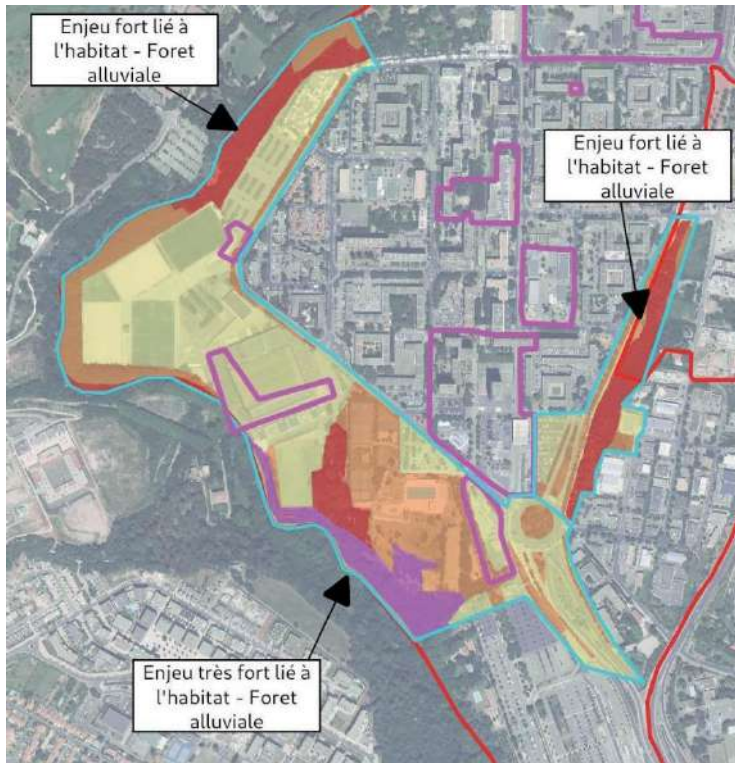 Enjeu fort lié à
l'habitat - Foret
alluviale
Enjeu fort lié à
l'habitat - Foret
alluviale
Enjeu très fort lié à
l'habitat - Foret
alluviale